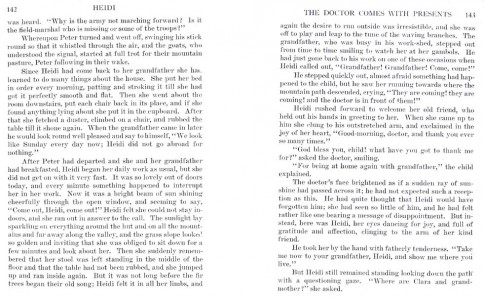 142 HEIDI
was heard. "Why is the army not marching forward? Is it
the field-marshal who is missing or some of the troops?"
Whereupon Peter turned and went off, swinging his stick
round so that it whistled through the air, and the goats, who
understood the signal, started at full trot for their mountain
pasture, Peter following in their wake.
Since Heidi had come back to her grandfather she has
learned to do many things about the house. She put her bed
in order every morning, patting and stroking it till she had
got it perfectly smooth and flat. Then she went about the
room downstairs, put each chair back in its place, and if she
found anything lying about she put it in the cupboard. After
that she fetched a duster, climbed on a chair, and rubbed the
table till it shone again. When the grandfather came in later
he would look round well pleased and say to himself, "We look
like Sunday every day now; Heidi did not go abroad for
nothing."
After Peter had departed and she and her grandfather
had breakfasted, Heidi began her daily work as usual, but she
did not get on with it very fast. It was so lovely out of doors
today, and every minute something happened to interrupt
her in her work. Now it was a bright beam of sun shining
cheerfully through the open window, and seeming to say,
"Come out, Heidi, come out!" Heidi felt she could not stay in-
doors, and she ran out in answer to the call. The sunlight lay
sparkling on everything around the hut and on all the mount-
ains and far away along the valley, and the grass slope looked
so golden and inviting that she was obliged to sit down for a
few minutes and look about her. Then she suddenly remem-
bered that her stool was left standing in the middle of the
floor and that the table had not been rubbed, and she jumped
up and ran inside again. But it was not long before the fir
trees began their old song; Heidi felt it in all her limbs, and
THE DOCTOR COMES WITH PRESENTS 143
again the desire to run outside was irresistible, and she was
off to play and leap to the tune of the waving branches. The
grandfather, who was busy in his work-shed, stepped out
from time to time smiling to watch her at her gambols. He
had just gone back to his work on one of these occasions when
Heidi called out, "Grandfather! Grandfather! Come, come!"
He stepped quickly out, almost afraid something had hap-
pened to the child, but he saw her running towards where the
mountain path descended, crying, "They are coming! they are
coming! and the doctor is in front of them!"
Heidi rushed forward to welcome her old friend, who
held out his hands in greeting to her. When she came up to
him she clung to his outstretched arm, and exclaimed in the
joy of her heart, "Good-morning, doctor, and thank you ever
so many times."
"God bless you, child! what have you got to thank me
for?" asked the doctor, smiling.
"For being at home again with grandfather," the child
explained.
The doctor's face brightened as if a sudden ray of sun-
shine had passed across it; he had not expected such a recep-
tion as this. He had quite thought that Heidi would have
forgotten him; she had seen so little of him, and he had felt
rather like one bearing a message of disappointment. But in-
stead, here was Heidi, her eyes dancing for joy, and full of
gratitude and affection, clinging to the arm of her kind
friend.
He took her by the hand with fatherly tenderness. "Take
me now to your grandfather, Heidi, and show me where you
live."
But Heidi still remained standing looking down the path
with a questioning gaze. "Where are Clara and grand-
mother?" she asked.